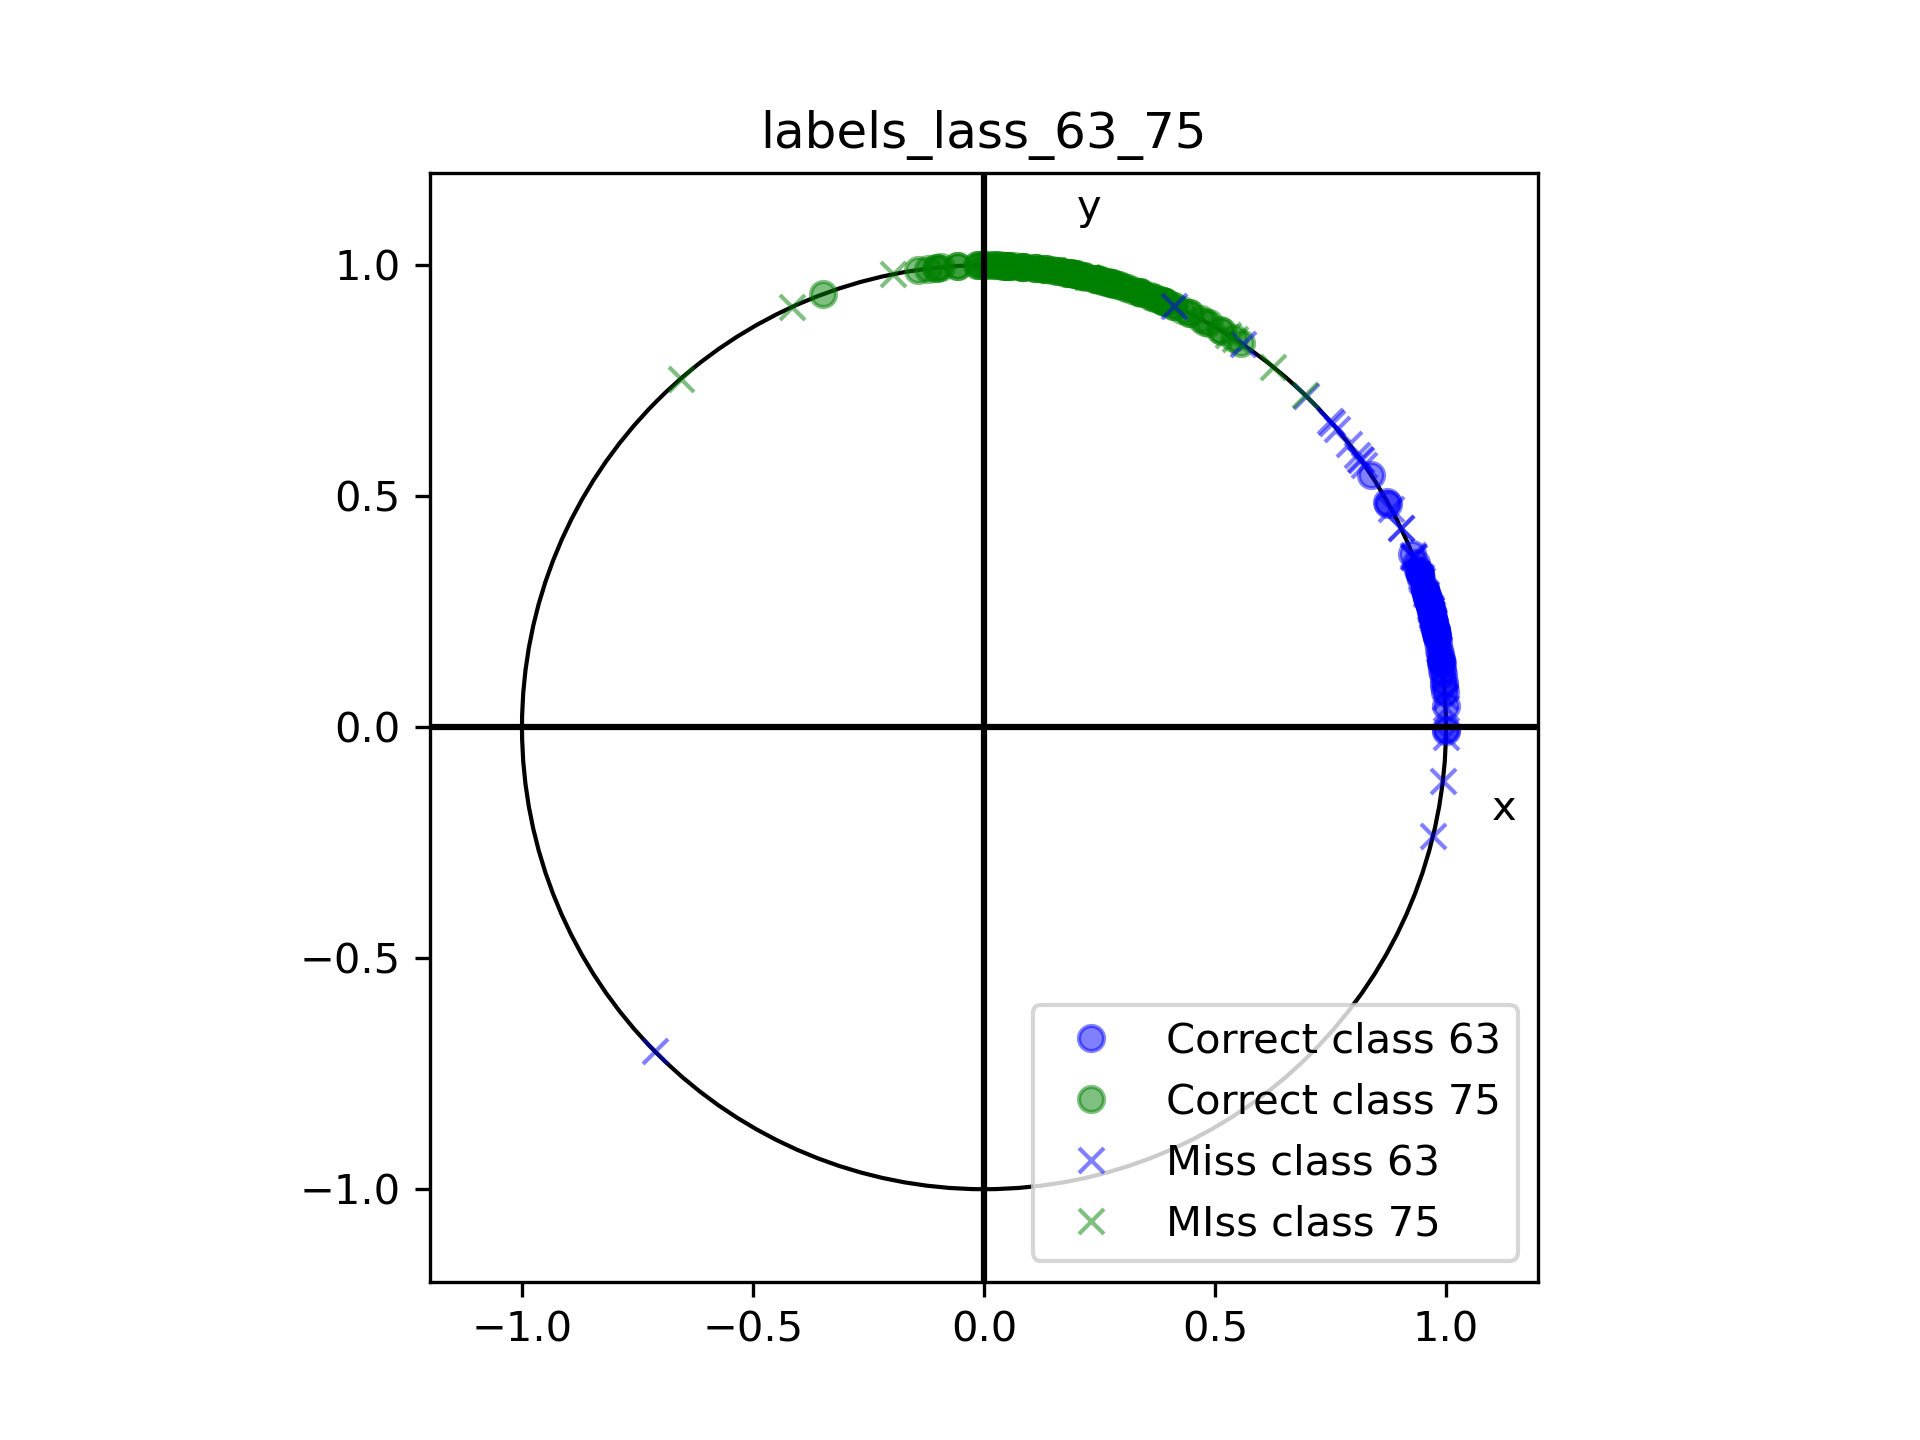 labels_lass_63_75
y
1.0
0.5
0.0
x
−0.5
−1.0
Correct class 63
Correct class 75
Miss class 63
MIss class 75
−1.0 −0.5 0.0 0.5 1.0